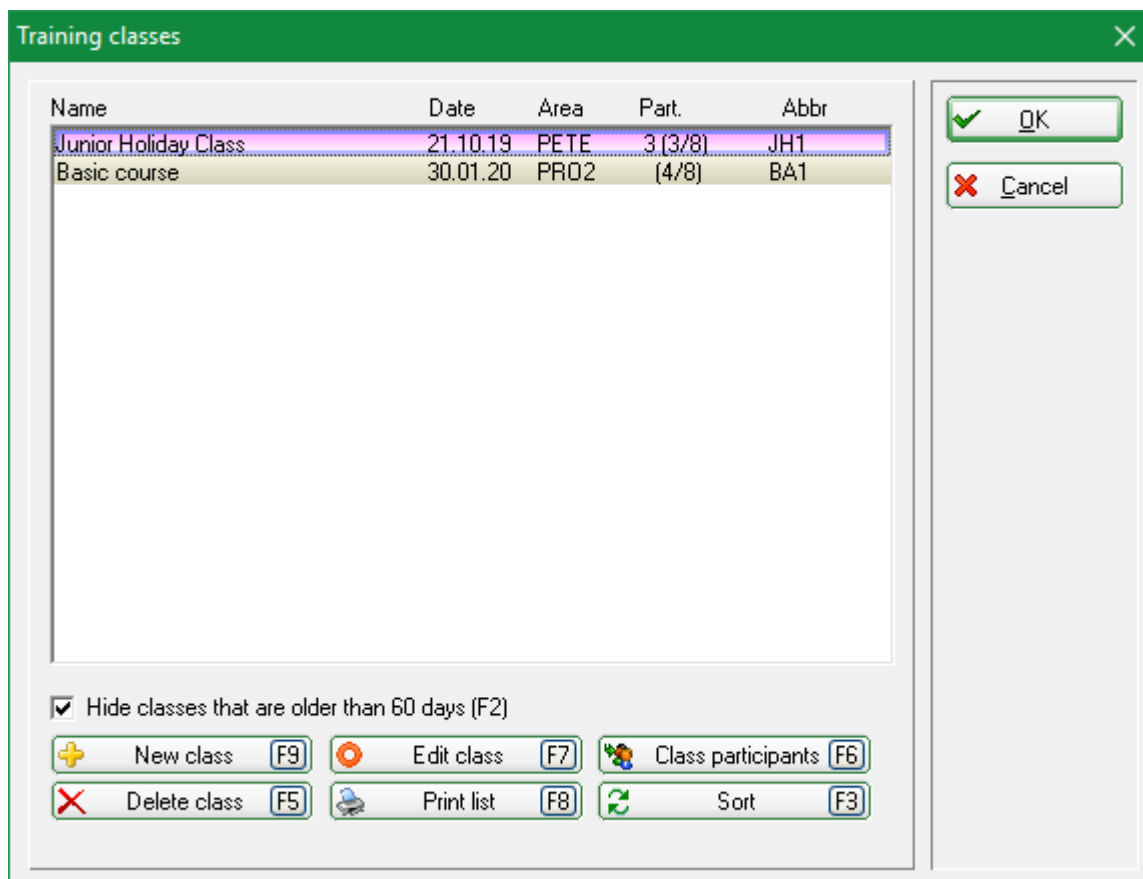 Training classes
Name Date Area Part. Abbr
Junior Holiday Class 21.10.19 PETE 3 (3/8) JH1
Basic course 30.01.20 PRO2 (4/8) BA1
OK
Cancel
Hide classes that are older than 60 days (F2)
New class F9 Edit class F7 Class participants F6
Delete class F5 Print list F8 Sort F3